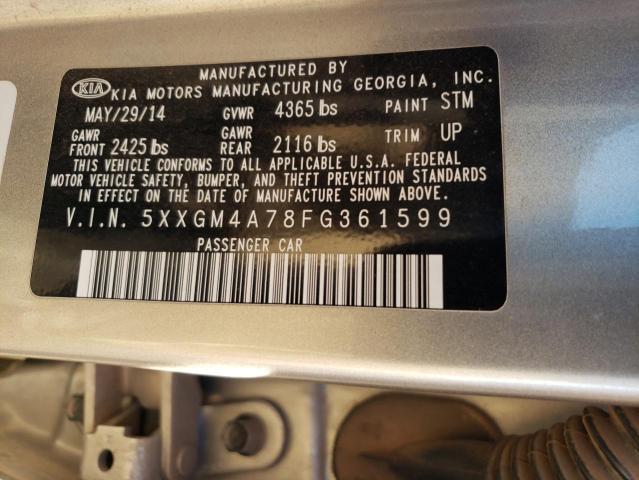 MANUFACTURED BY
KIA KIA MOTORS MANUFACTURING GEORGIA, INC.
MAY/29/14 GVWR 4365 lbs PAINT STM
GAWR FRONT 2425 lbs GAWR REAR 2116 lbs TRIM UP
THIS VEHICLE CONFORMS TO ALL APPLICABLE U.S.A. FEDERAL
MOTOR VEHICLE SAFETY, BUMPER, AND THEFT PREVENTION STANDARDS
IN EFFECT ON THE DATE OF MANUFACTURE SHOWN ABOVE.
V.I.N. 5XXGM4A78FG361599
PASSENGER CAR